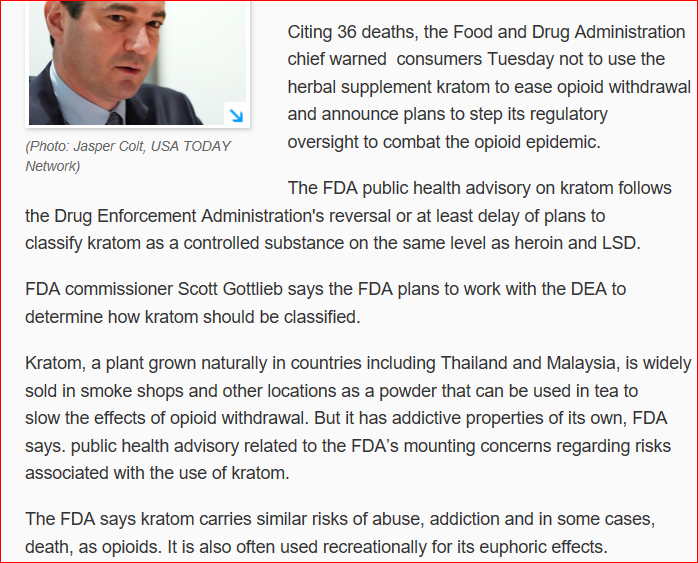 Citing 36 deaths, the Food and Drug Administration
chief warned  consumers Tuesday not to use the
herbal supplement kratom to ease opioid withdrawal
and announce plans to step its regulatory
oversight to combat the opioid epidemic.
(Photo: Jasper Colt, USA TODAY
Network)
The FDA public health advisory on kratom follows
the Drug Enforcement Administration's reversal or at least delay of plans to
classify kratom as a controlled substance on the same level as heroin and LSD.
FDA commissioner Scott Gottlieb says the FDA plans to work with the DEA to
determine how kratom should be classified.
Kratom, a plant grown naturally in countries including Thailand and Malaysia, is widely
sold in smoke shops and other locations as a powder that can be used in tea to
slow the effects of opioid withdrawal. But it has addictive properties of its own, FDA
says. public health advisory related to the FDA’s mounting concerns regarding risks
associated with the use of kratom.
The FDA says kratom carries similar risks of abuse, addiction and in some cases,
death, as opioids. It is also often used recreationally for its euphoric effects.